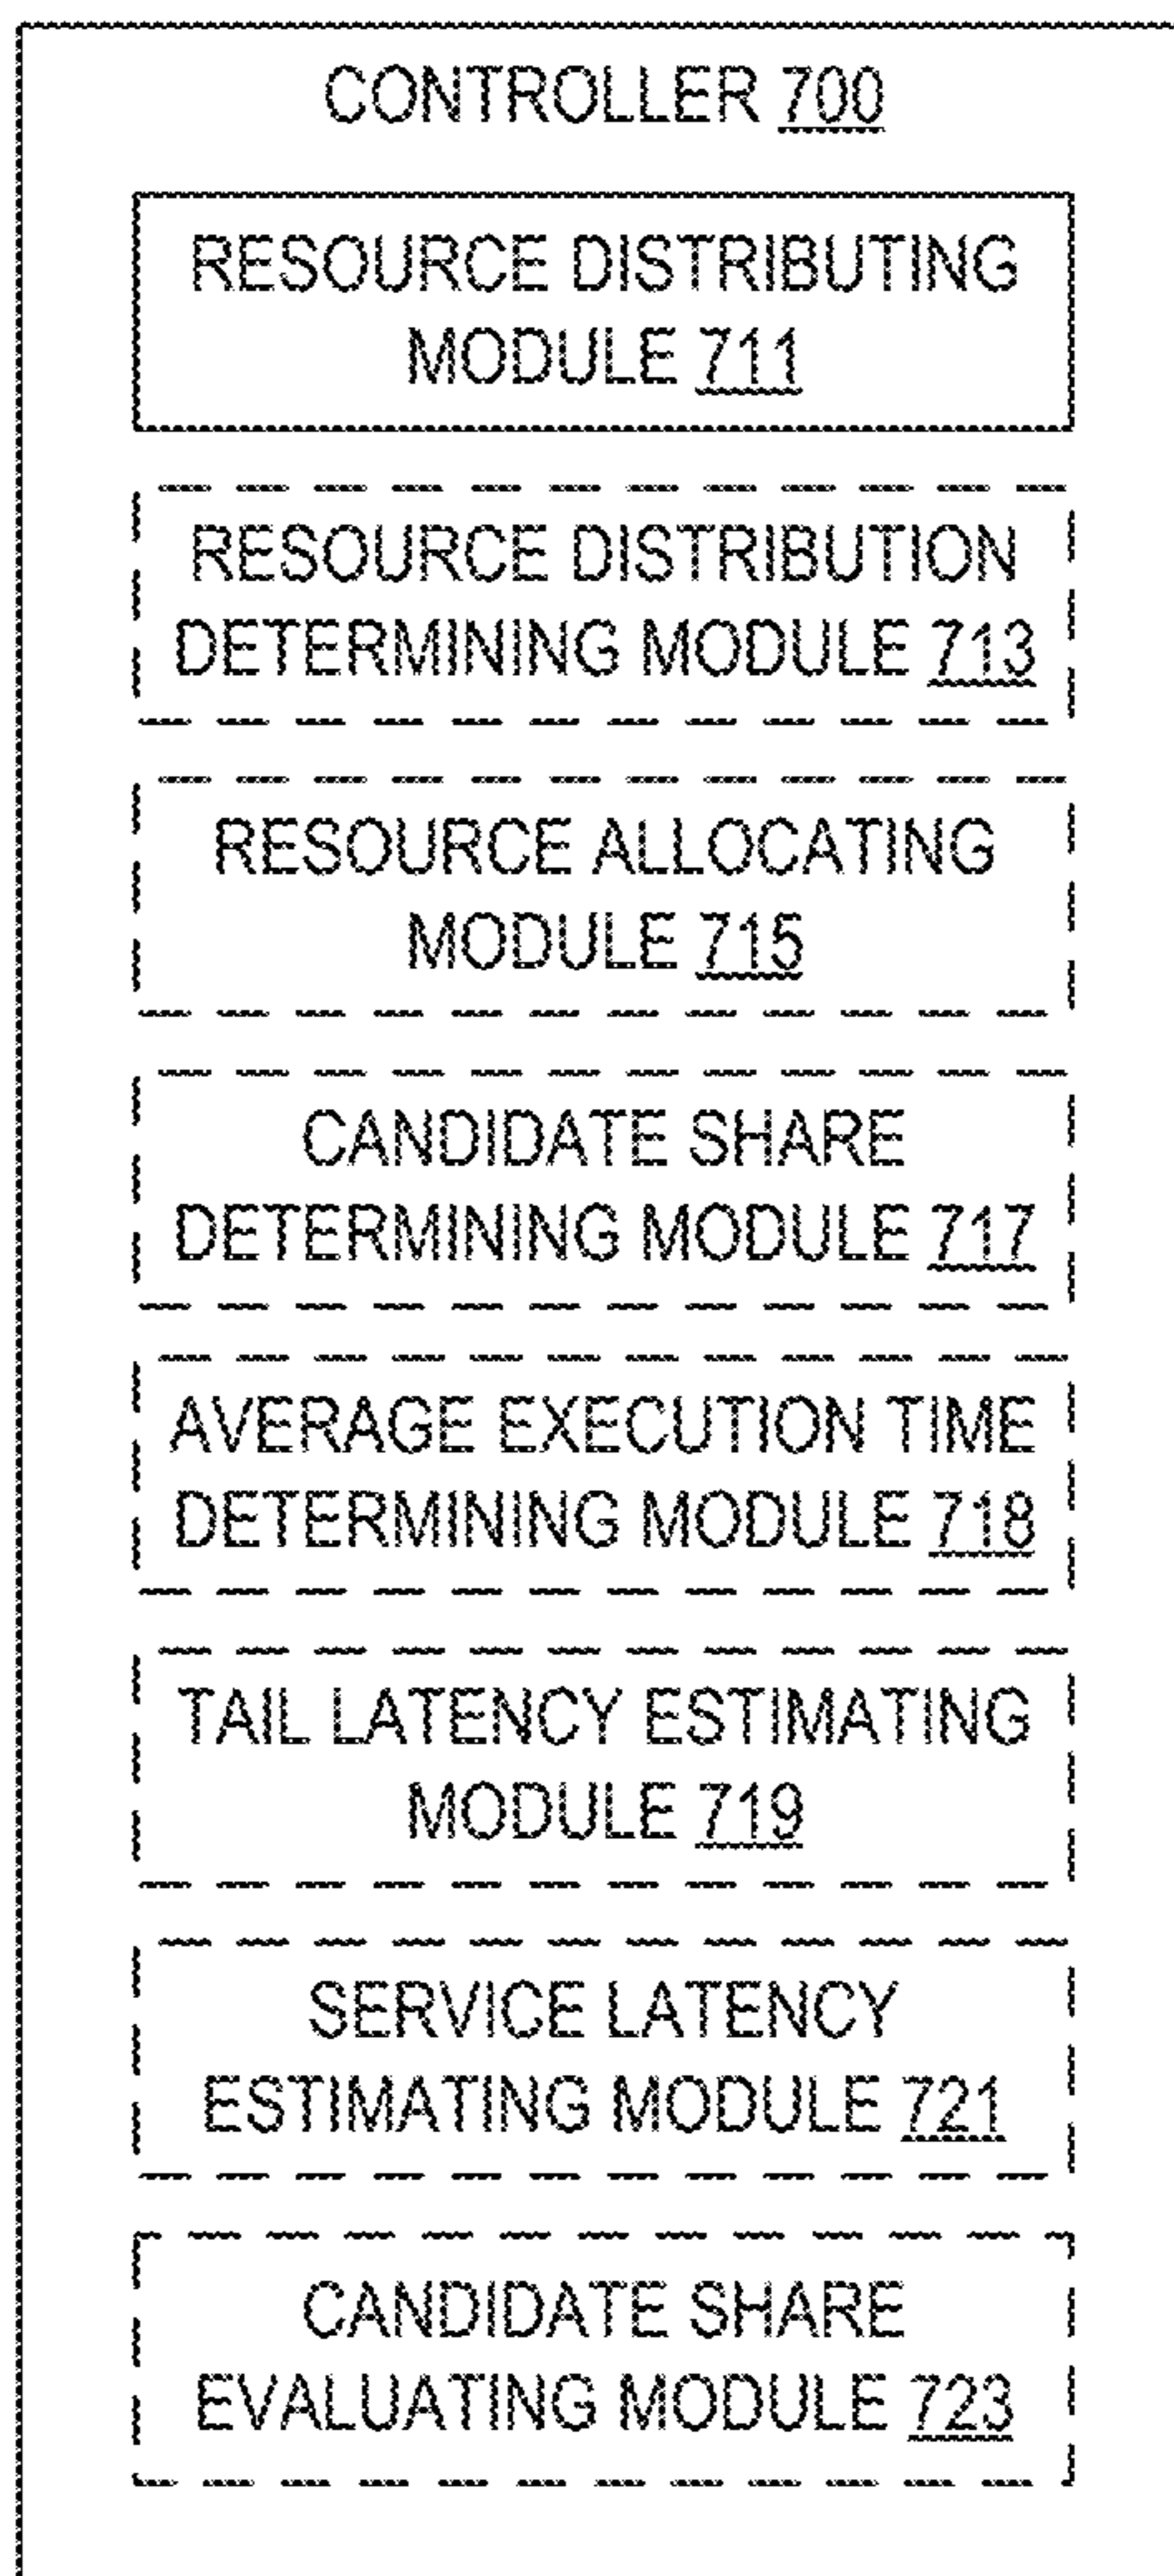 CONTROLLER 700
RESOURCE DISTRIBUTING
MODULE 711
RESOURCE DISTRIBUTION
DETERMINING MODULE 713
RESOURCE ALLOCATING
MODULE 715
CANDIDATE SHARE
DETERMINING MODULE 717
AVERAGE EXECUTION TIME
DETERMINING MODULE 718
TAIL LATENCY ESTIMATING
MODULE 719
SERVICE LATENCY
ESTIMATING MODULE 721
CANDIDATE SHARE
EVALUATING MODULE 723